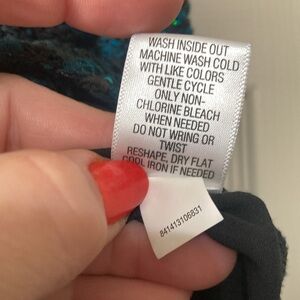 WASH INSIDE OUT
MACHINE WASH COLD
WITH LIKE COLORS
GENTLE CYCLE
ONLY NON-
CHLORINE BLEACH
WHEN NEEDED
DO NOT WRING OR
TWIST
RESHAPE, DRY FLAT
COOL IRON IF NEEDED
841413106831